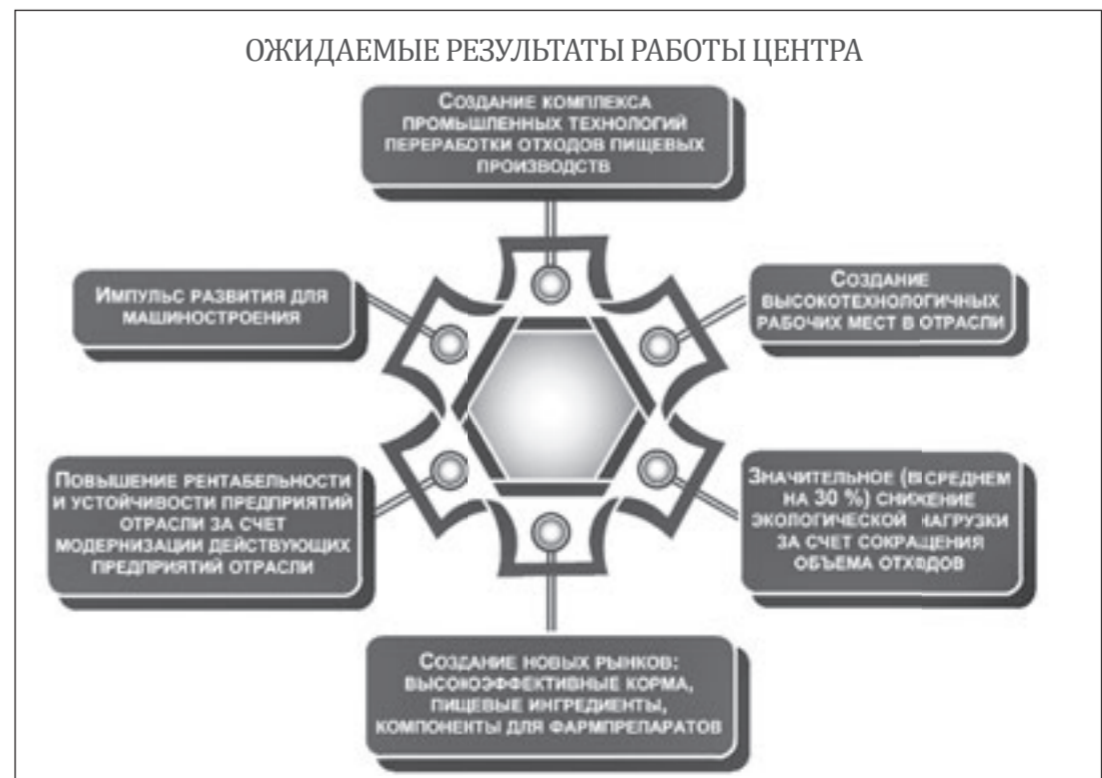 ОЖИДАЕМЫЕ РЕЗУЛЬТАТЫ РАБОТЫ ЦЕНТРА
СОЗДАНИЕ КОМПЛЕКСА
ПРОМЫШЛЕННЫХ ТЕХНОЛОГИЙ
ПЕРЕРАБОТКИ ОТХОДОВ ПИЩЕВЫХ
ПРОИЗВОДСТВ
ИМПУЛЬС РАЗВИТИЯ ДЛЯ
МАШИНОСТРОЕНИЯ
СОЗДАНИЕ
ВЫСОКОТЕХНОЛОГИЧНЫХ
РАБОЧИХ МЕСТ В ОТРАСЛИ
ПОВЫШЕНИЕ РЕНТАБЕЛЬНОСТИ
И УСТОЙЧИВОСТИ ПРЕДПРИЯТИЙ
ОТРАСЛИ ЗА СЧЕТ
МОДЕРНИЗАЦИИ ДЕЙСТВУЮЩИХ
ПРЕДПРИЯТИЙ ОТРАСЛИ
ЗНАЧИТЕЛЬНОЕ (В СРЕДНЕМ
НА 30 %) СНИЖЕНИЕ
ЭКОЛОГИЧЕСКОЙ НАГРУЗКИ
ЗА СЧЕТ СОКРАЩЕНИЯ
ОБЪЕМА ОТХОДОВ
СОЗДАНИЕ НОВЫХ РЫНКОВ:
ВЫСОКОЭФФЕКТИВНЫЕ КОРМА,
ПИЩЕВЫЕ ИНГРЕДИЕНТЫ,
КОМПОНЕНТЫ ДЛЯ ФАРМПРЕПАРАТОВ